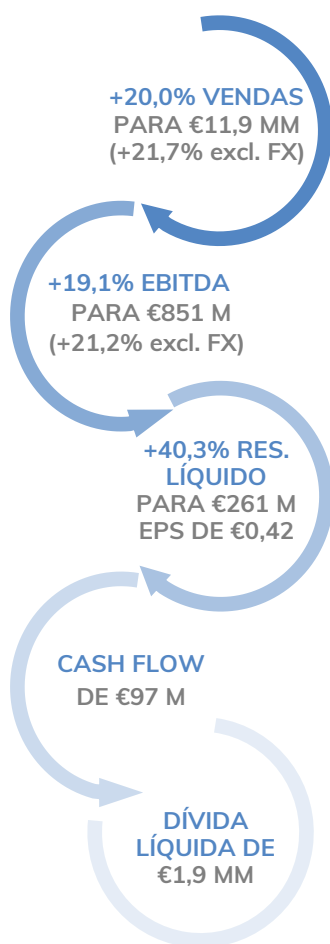 +20,0% VENDAS
PARA €11,9 MM
(+21,7% excl. FX)
+19,1% EBITDA
PARA €851 M
(+21,2% excl. FX)
+40,3% RES.
LÍQUIDO
PARA €261 M
EPS DE €0,42
CASH FLOW
DE €97 M
DÍVIDA
LÍQUIDA DE
€1,9 MM